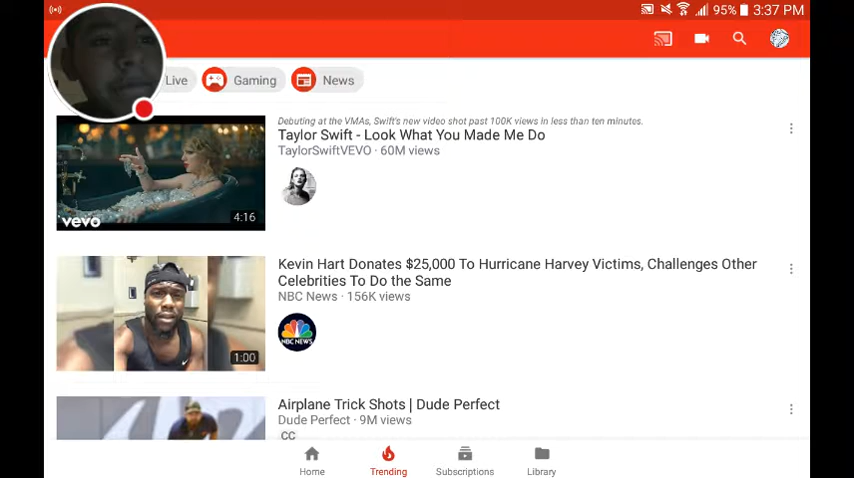 95% 3:37 PM
Live Gaming News
Debuting at the VMAs, Swift's new video shot past 100K views in less than ten minutes.
Taylor Swift - Look What You Made Me Do
TaylorSwiftVEVO · 60M views
vevo 4:16
Kevin Hart Donates $25,000 To Hurricane Harvey Victims, Challenges Other
Celebrities To Do the Same
NBC News · 156K views
NBC NEWS
1:00
Airplane Trick Shots | Dude Perfect
Dude Perfect · 9M views
CC
Home Trending Subscriptions Library